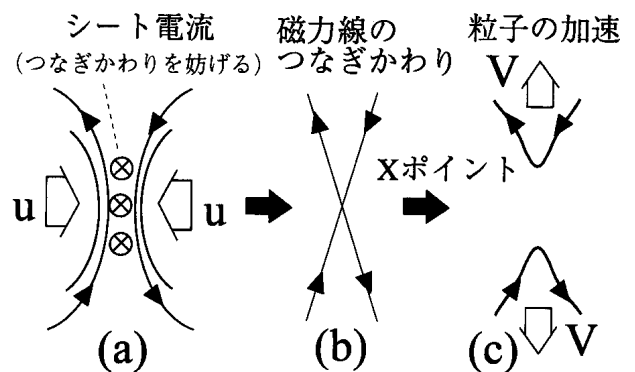 シート電流
(つなぎかわりを妨げる)
磁力線の
つなぎかわり
粒子の加速
V
u
u
Xポイント
V
(a)
(b)
(c)